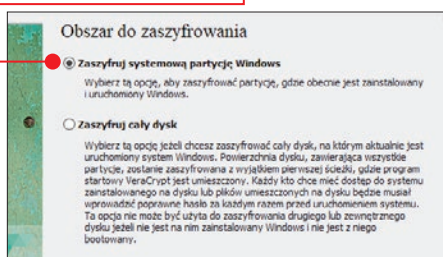 Obszar do zaszyfrowania
Zaszyfruj systemową partycję Windows
Wybierz tą opcję, aby zaszyfrować partycję, gdzie obecnie jest zainstalowany
i uruchomiony Windows.
Zaszyfruj cały dysk
Wybierz tą opcję jeżeli chcesz zaszyfrować cały dysk, na którym aktualnie jest
uruchomiony system Windows. Powierzchnia dysku, zawierająca wszystkie
partycje, zostanie zaszyfrowana z wyjątkiem pierwszej ścieżki, gdzie program
startowy VeraCrypt jest umieszczony. Każdy kto chce mieć dostęp do systemu
zainstalowanego na dysku lub plików umieszczonych na dysku będzie musiał
wprowadzić poprawne hasło za każdym razem przed uruchomieniem systemu.
Ta opcja nie może być użyta do zaszyfrowania drugiego lub zewnętrznego
dysku jeżeli nie jest na nim zainstalowany Windows i nie jest z niego
bootowany.